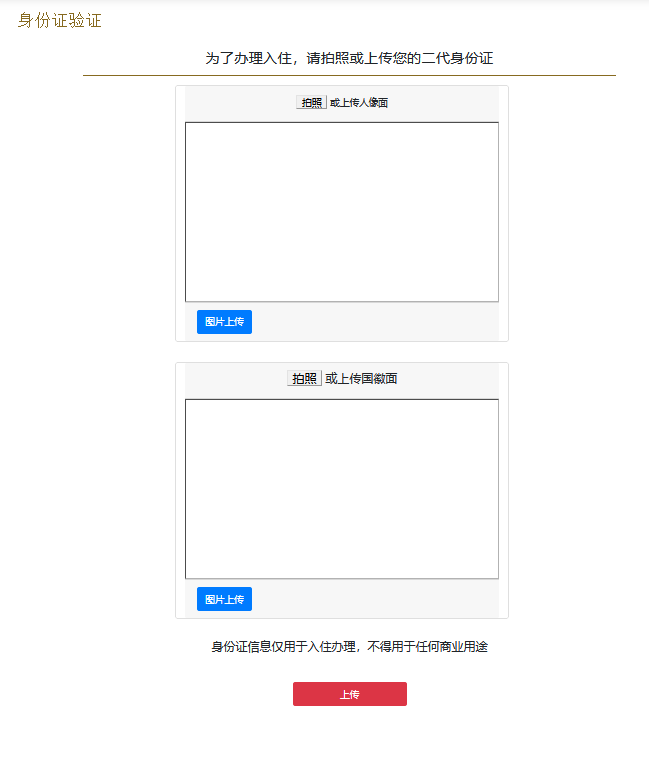 身份证验证
为了办理入住，请拍照或上传您的二代身份证
拍照 或上传人像面
图片上传
拍照 或上传国徽面
图片上传
身份证信息仅用于入住办理，不得用于任何商业用途
上传